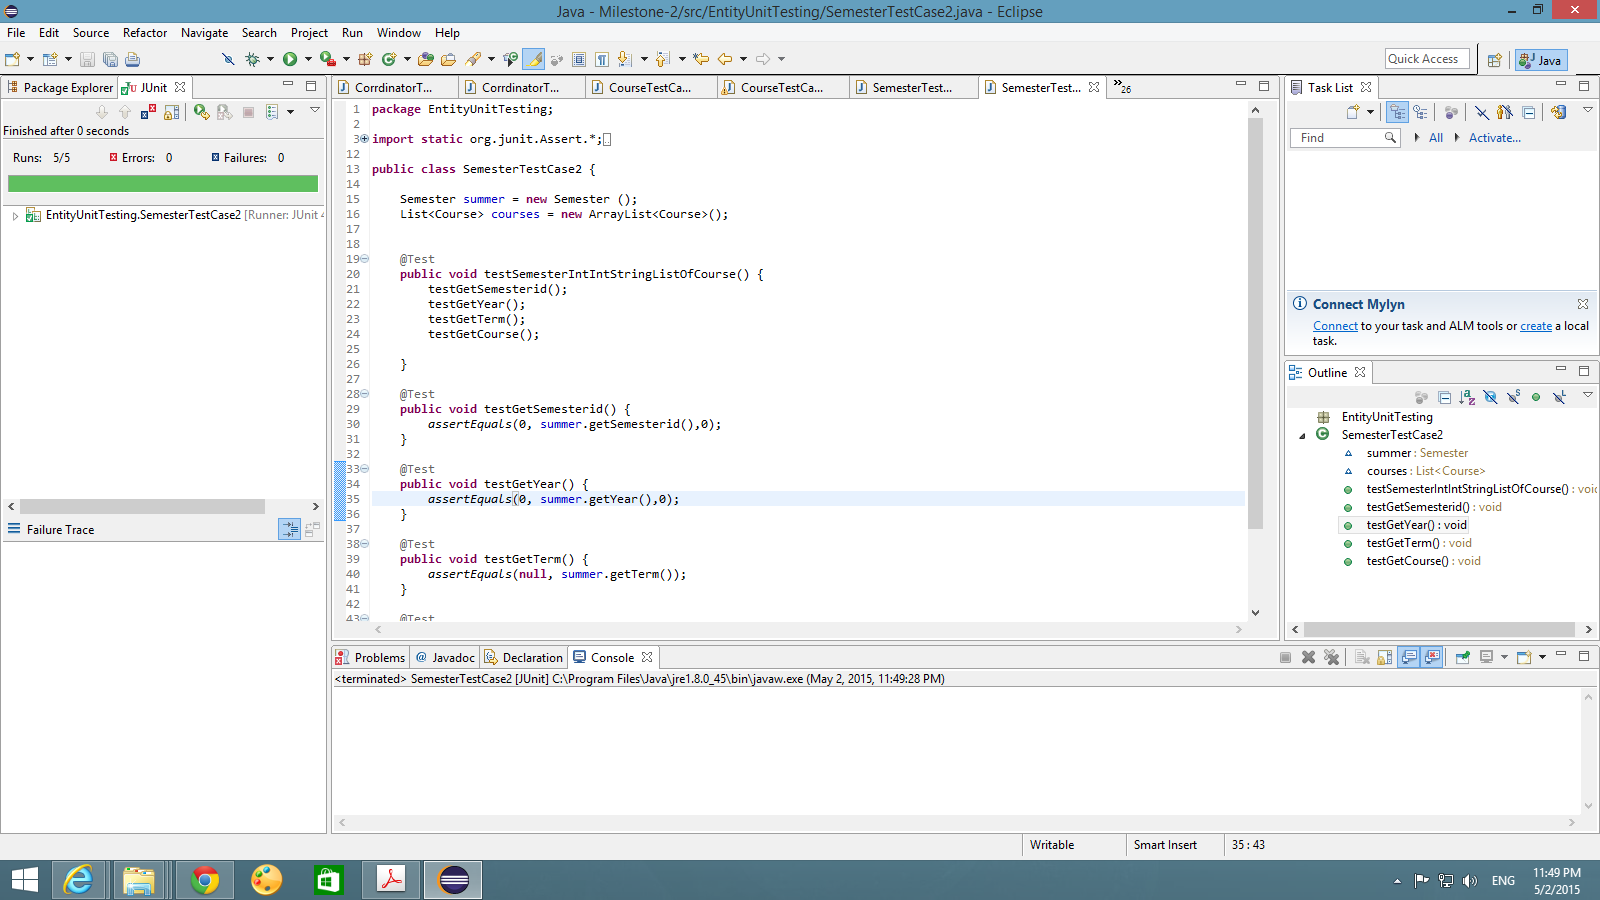 Java - Milestone-2/src/EntityUnitTesting/SemesterTestCase2.java - Eclipse
File Edit Source Refactor Navigate Search Project Run Window Help
Quick Access
Java
Package Explorer
JUnit
Finished after 0 seconds
Runs: 5/5
Errors: 0
Failures: 0
EntityUnitTesting.SemesterTestCase2 [Runner: JUnit 4
Failure Trace
CorrdinatorT...
CorrdinatorT...
CourseTestCa...
CourseTestCa...
SemesterTest...
SemesterTest...
»26
1 package EntityUnitTesting;
2
3 import static org.junit.Assert.*;
12
13 public class SemesterTestCase2 {
14
15 Semester summer = new Semester ();
16 List<Course> courses = new ArrayList<Course>();
17
18
19 @Test
20 public void testSemesterIntIntStringListOfCourse() {
21 testGetSemesterid();
22 testGetYear();
23 testGetTerm();
24 testGetCourse();
25
26 }
27
28 @Test
29 public void testGetSemesterid() {
30 assertEquals(0, summer.getSemesterid(),0);
31 }
32
33 @Test
34 public void testGetYear() {
35 assertEquals(0, summer.getYear(),0);
36 }
37
38 @Test
39 public void testGetTerm() {
40 assertEquals(null, summer.getTerm());
41 }
42
43 @Test
Task List
Find
All
Activate...
Connect Mylyn
Connect to your task and ALM tools or create a local
task.
Outline
EntityUnitTesting
SemesterTestCase2
summer : Semester
courses : List<Course>
testSemesterIntIntStringListOfCourse() : voic
testGetSemesterid() : void
testGetYear() : void
testGetTerm() : void
testGetCourse() : void
Problems
@ Javadoc
Declaration
Console
<terminated> SemesterTestCase2 [JUnit] C:\Program Files\Java\jre1.8.0_45\bin\javaw.exe (May 2, 2015, 11:49:28 PM)
Writable
Smart Insert
35 : 43
ENG
11:49 PM
5/2/2015